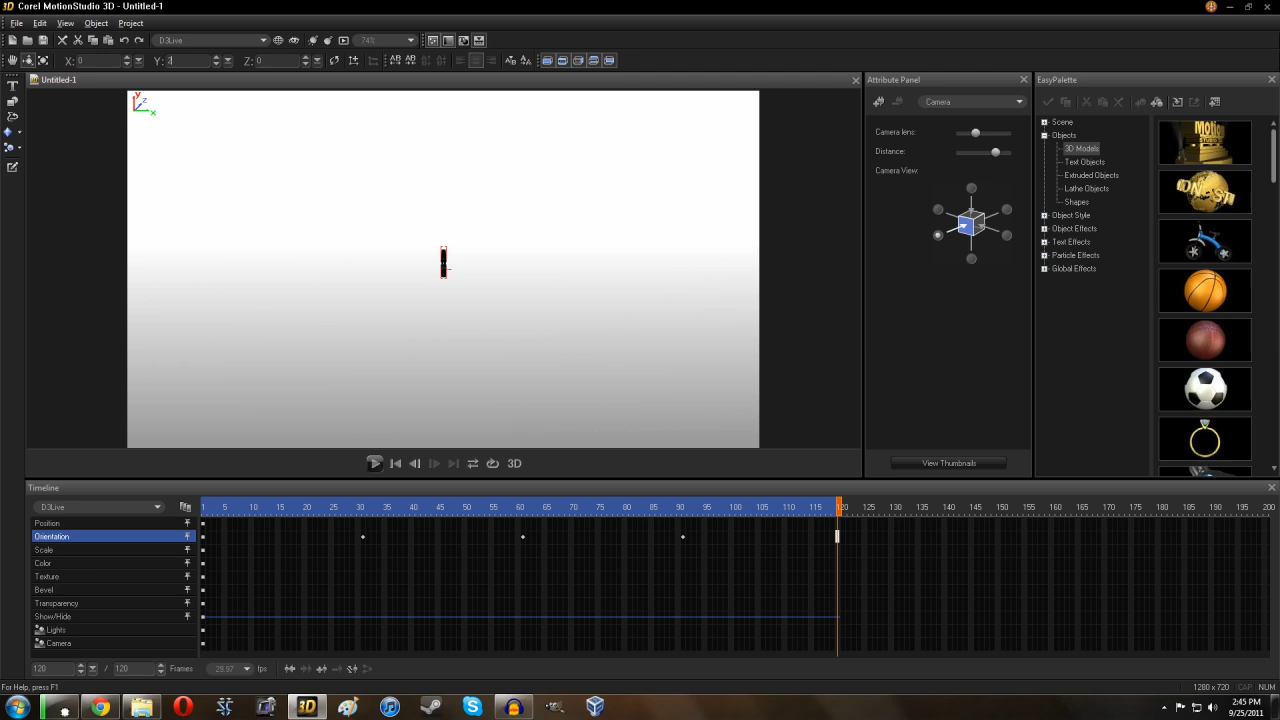 Corel MotionStudio 3D - Untitled-1
File Edit View Object Project
D3Live 74%
X: 0 Y: 2 Z: 0
Untitled-1
y
z
x
Attribute Panel
Camera
Camera lens:
Distance:
Camera View:
View Thumbnails
EasyPalette
Scene
Objects
3D Models
Text Objects
Extruded Objects
Lathe Objects
Shapes
Object Style
Object Effects
Text Effects
Particle Effects
Global Effects
3D
Timeline
D3Live
1 5 10 15 20 25 30 35 40 45 50 55 60 65 70 75 80 85 90 95 100 105 110 115 120 125 130 135 140 145 150 155 160 165 170 175 180 185 190 195 200
Position
Orientation
Scale
Color
Texture
Bevel
Transparency
Show/Hide
Lights
Camera
120 / 120 Frames 29.97 fps
For Help, press F1
1280 x 720 CAP NUM
3D
2:45 PM
9/25/2011